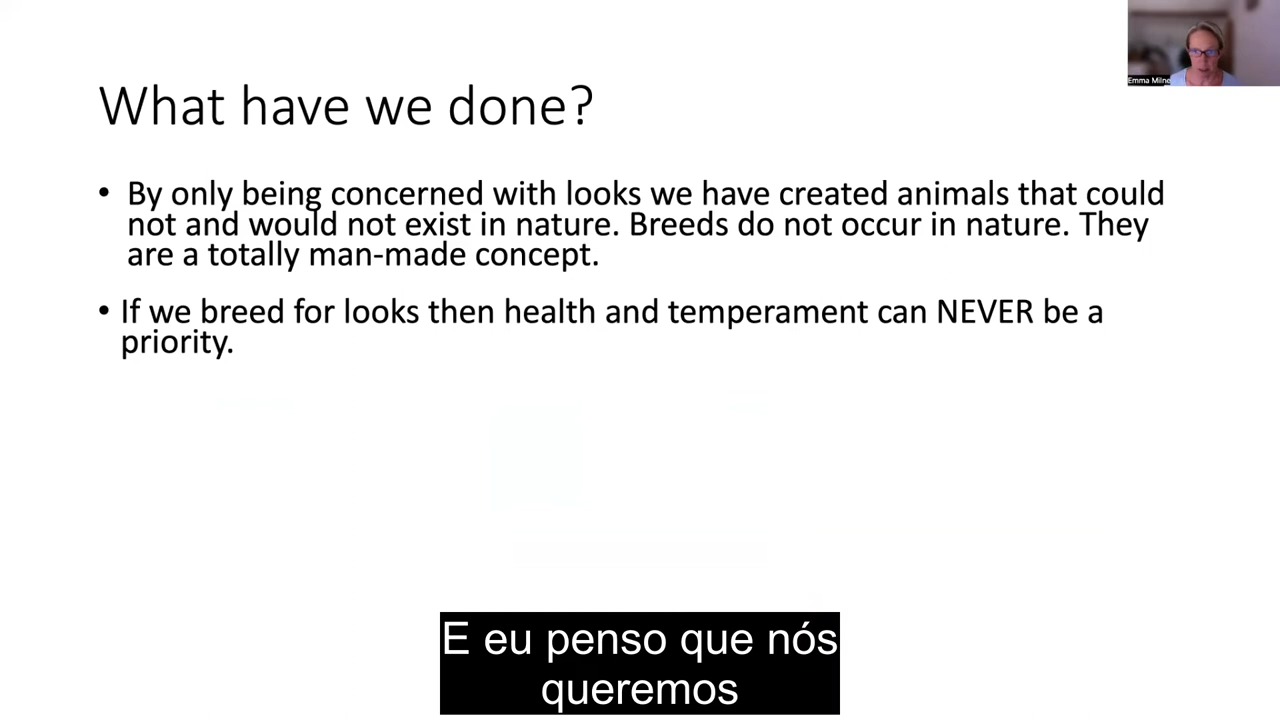 Emma Milne
What have we done?
• By only being concerned with looks we have created animals that could
not and would not exist in nature. Breeds do not occur in nature. They
are a totally man-made concept.
• If we breed for looks then health and temperament can NEVER be a
priority.
E eu penso que nós
queremos